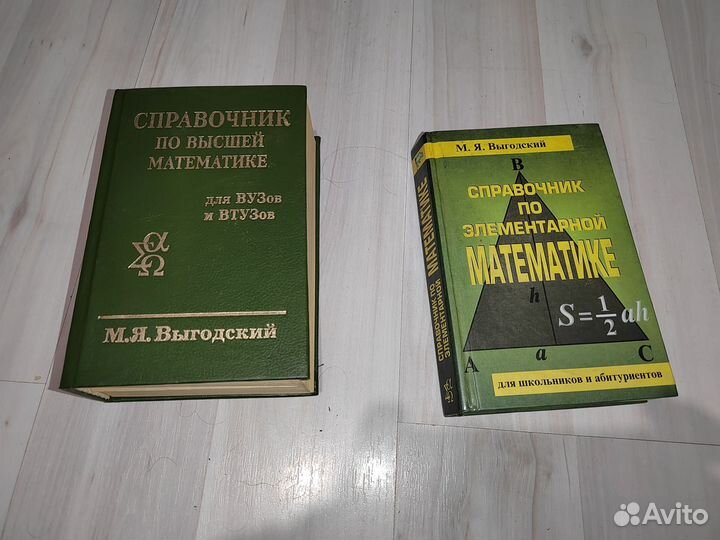 СПРАВОЧНИК
ПО ВЫСШЕЙ
МАТЕМАТИКЕ
для ВУЗов
и ВТУЗов
М.Я. Выгодский
М. Я. Выгодский
B
СПРАВОЧНИК
ПО
ЭЛЕМЕНТАРНОЙ
МАТЕМАТИКЕ
h
S = 1/2 ah
A
a
C
для школьников и абитуриентов
СПРАВОЧНИК ПО
ЭЛЕМЕНТАРНОЙ
МАТЕМАТИКЕ
Avito